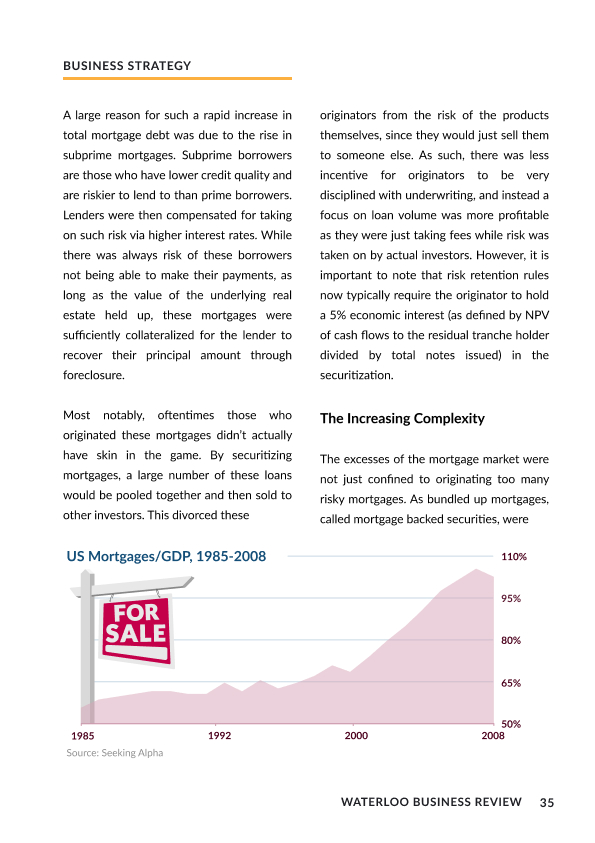 BUSINESS STRATEGY
A large reason for such a rapid increase in
total mortgage debt was due to the rise in
subprime mortgages. Subprime borrowers
are those who have lower credit quality and
are riskier to lend to than prime borrowers.
Lenders were then compensated for taking
on such risk via higher interest rates. While
there was always risk of these borrowers
not being able to make their payments, as
long as the value of the underlying real
estate held up, these mortgages were
sufficiently collateralized for the lender to
recover their principal amount through
foreclosure.
Most notably, oftentimes those who
originated these mortgages didn't actually
have skin in the game. By securitizing
mortgages, a large number of these loans
would be pooled together and then sold to
other investors. This divorced these
originators from the risk of the products
themselves, since they would just sell them
to someone else. As such, there was less
incentive for originators to be very
disciplined with underwriting, and instead a
focus on loan volume was more profitable
as they were just taking fees while risk was
taken on by actual investors. However, it is
important to note that risk retention rules
now typically require the originator to hold
a 5% economic interest (as defined by NPV
of cash flows to the residual tranche holder
divided by total notes issued) in the
securitization.
The Increasing Complexity
The excesses of the mortgage market were
not just confined to originating too many
risky mortgages. As bundled up mortgages,
called mortgage backed securities, were
US Mortgages/GDP, 1985-2008
110%
95%
80%
65%
50%
FOR
SALE
1985
1992
2000
2008
Source: Seeking Alpha
WATERLOO BUSINESS REVIEW 35